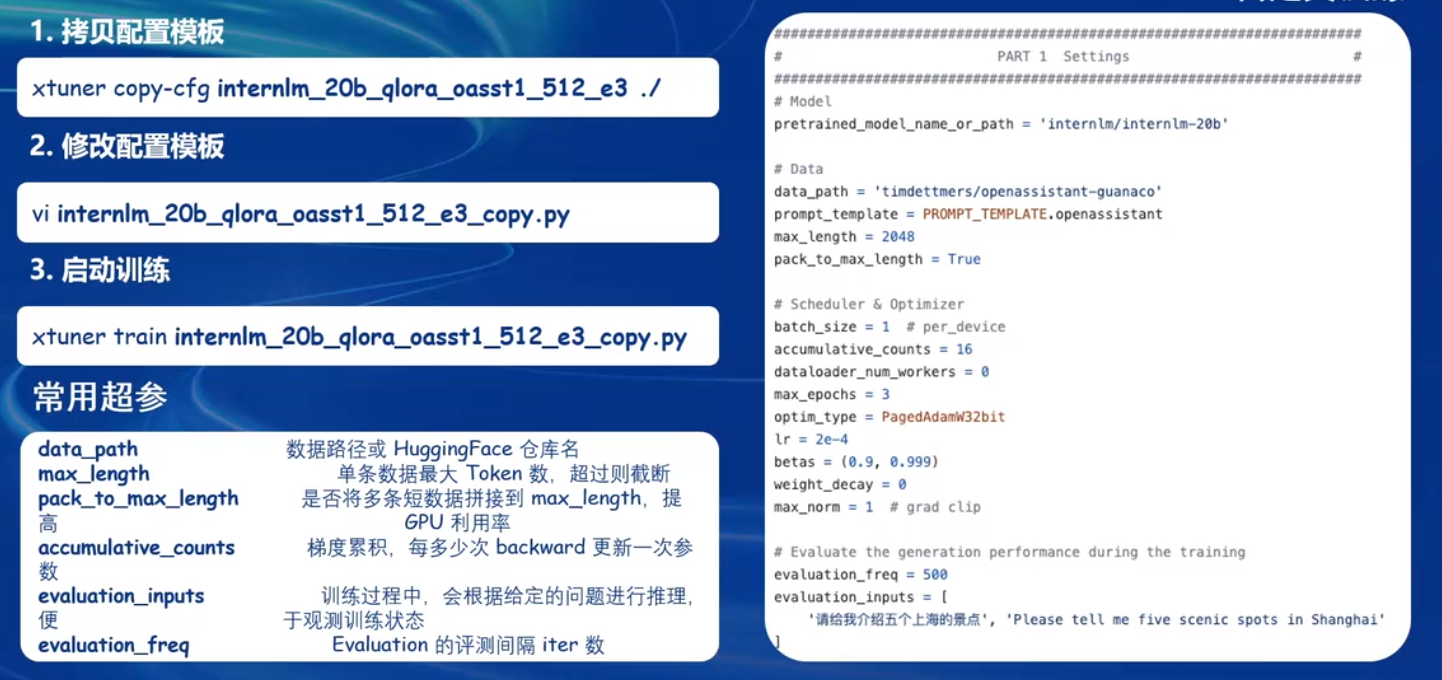 1. 拷贝配置模板
xtuner copy-cfg internlm_20b_qlora_oasst1_512_e3 ./
2. 修改配置模板
vi internlm_20b_qlora_oasst1_512_e3_copy.py
3. 启动训练
xtuner train internlm_20b_qlora_oasst1_512_e3_copy.py
常用超参
data_path 数据路径或 HuggingFace 仓库名
max_length 单条数据最大 Token 数，超过则截断
pack_to_max_length 是否将多条短数据拼接到 max_length，提
高 GPU 利用率
accumulative_counts 梯度累积，每多少次 backward 更新一次参
数
evaluation_inputs 训练过程中，会根据给定的问题进行推理，
便 于观测训练状态
evaluation_freq Evaluation 的评测间隔 iter 数
#######################################################################
# PART 1 Settings #
#######################################################################
# Model
pretrained_model_name_or_path = 'internlm/internlm-20b'
# Data
data_path = 'timdettmers/openassistant-guanaco'
prompt_template = PROMPT_TEMPLATE.openassistant
max_length = 2048
pack_to_max_length = True
# Scheduler & Optimizer
batch_size = 1 # per_device
accumulative_counts = 16
dataloader_num_workers = 0
max_epochs = 3
optim_type = PagedAdamW32bit
lr = 2e-4
betas = (0.9, 0.999)
weight_decay = 0
max_norm = 1 # grad clip
# Evaluate the generation performance during the training
evaluation_freq = 500
evaluation_inputs = [
'请给我介绍五个上海的景点', 'Please tell me five scenic spots in Shanghai'
]